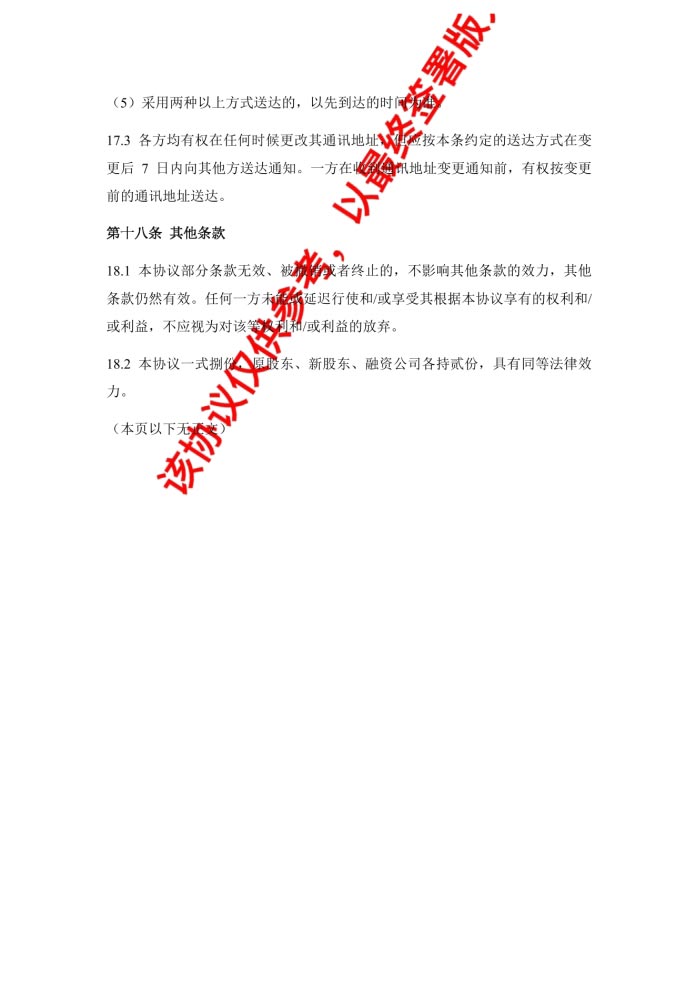 （5）采用两种以上方式送达的，以先到达的时间为准。
17.3 各方均有权在任何时候更改其通讯地址，但应按本条约定的送达方式在变
更后 7 日内向其他方送达通知。一方在收到通讯地址变更通知前，有权按变更
前的通讯地址送达。
第十八条 其他条款
18.1 本协议部分条款无效、被撤销或者终止的，不影响其他条款的效力，其他
条款仍然有效。任何一方未能或延迟行使和/或享受其根据本协议享有的权利和/
或利益，不应视为对该等权利和/或利益的放弃。
18.2 本协议一式捌份，原股东、新股东、融资公司各持贰份，具有同等法律效
力。
（本页以下无正文）
该协议仅供参考，以最终签署版、